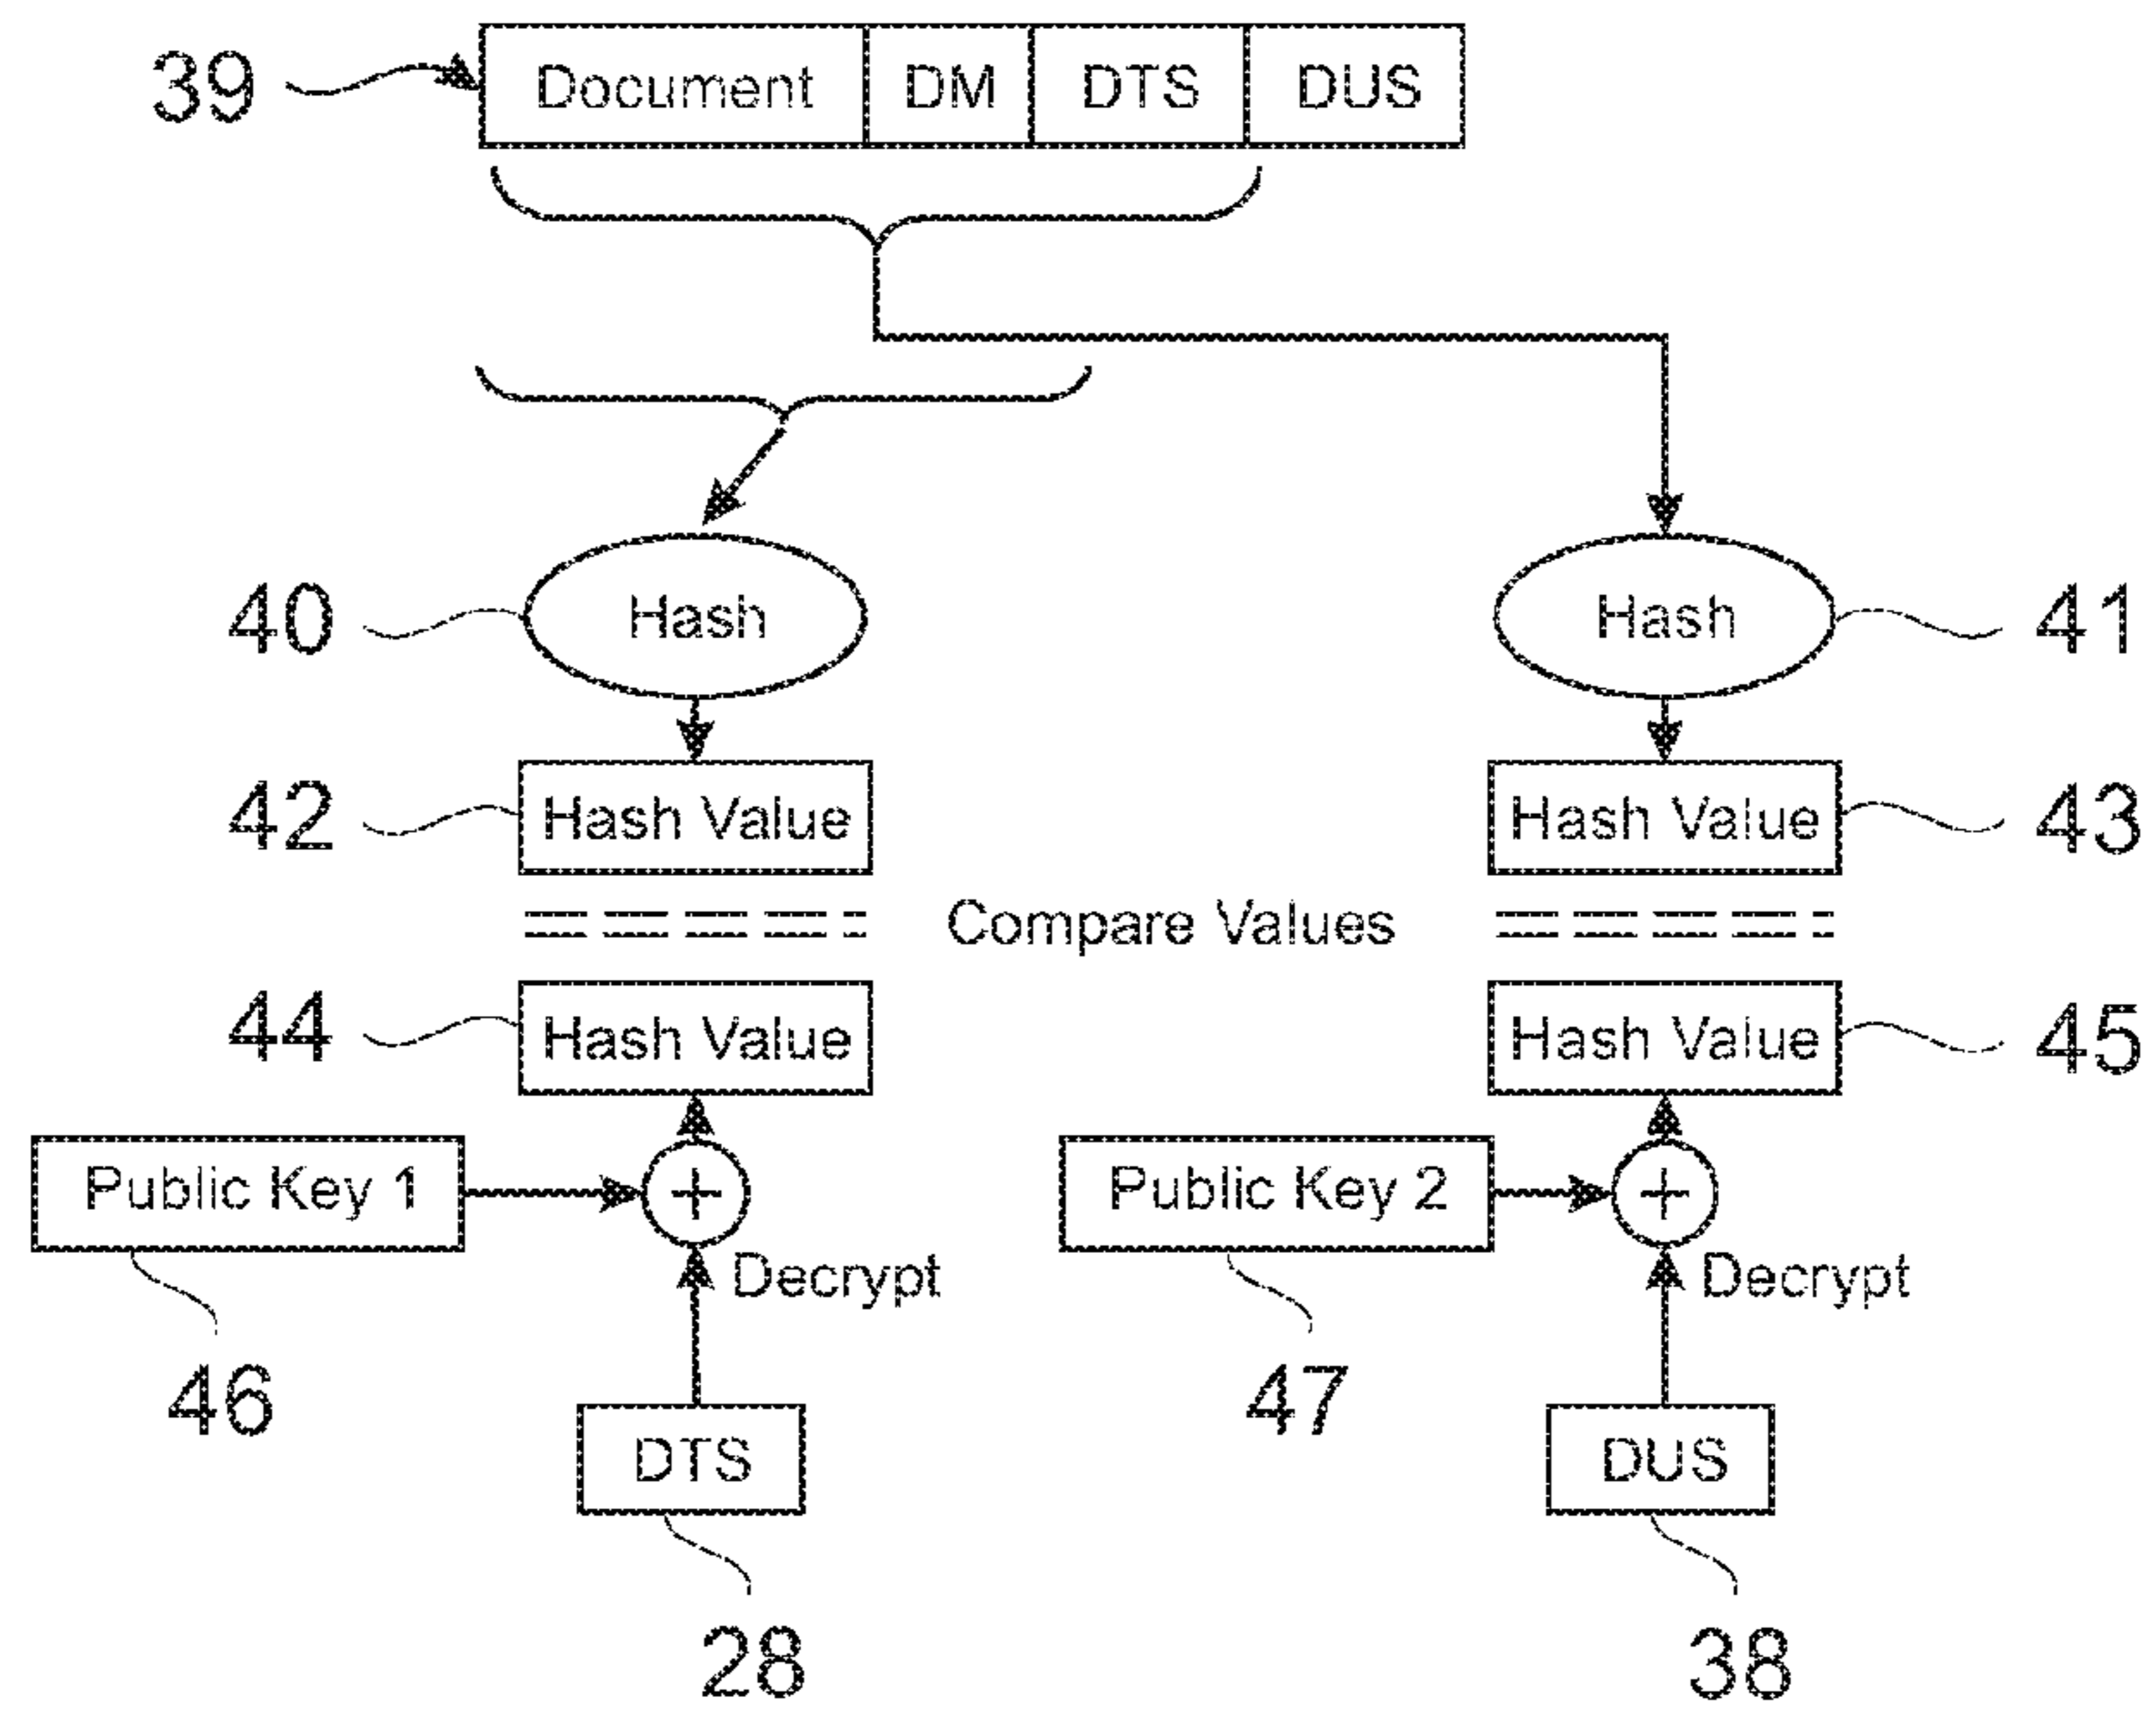 39 Document DM DTS DUS
40 Hash Hash 41
42 Hash Value Hash Value 43
Compare Values
44 Hash Value Hash Value 45
Public Key 1 Public Key 2
Decrypt Decrypt
46 47
DTS DUS
28 38